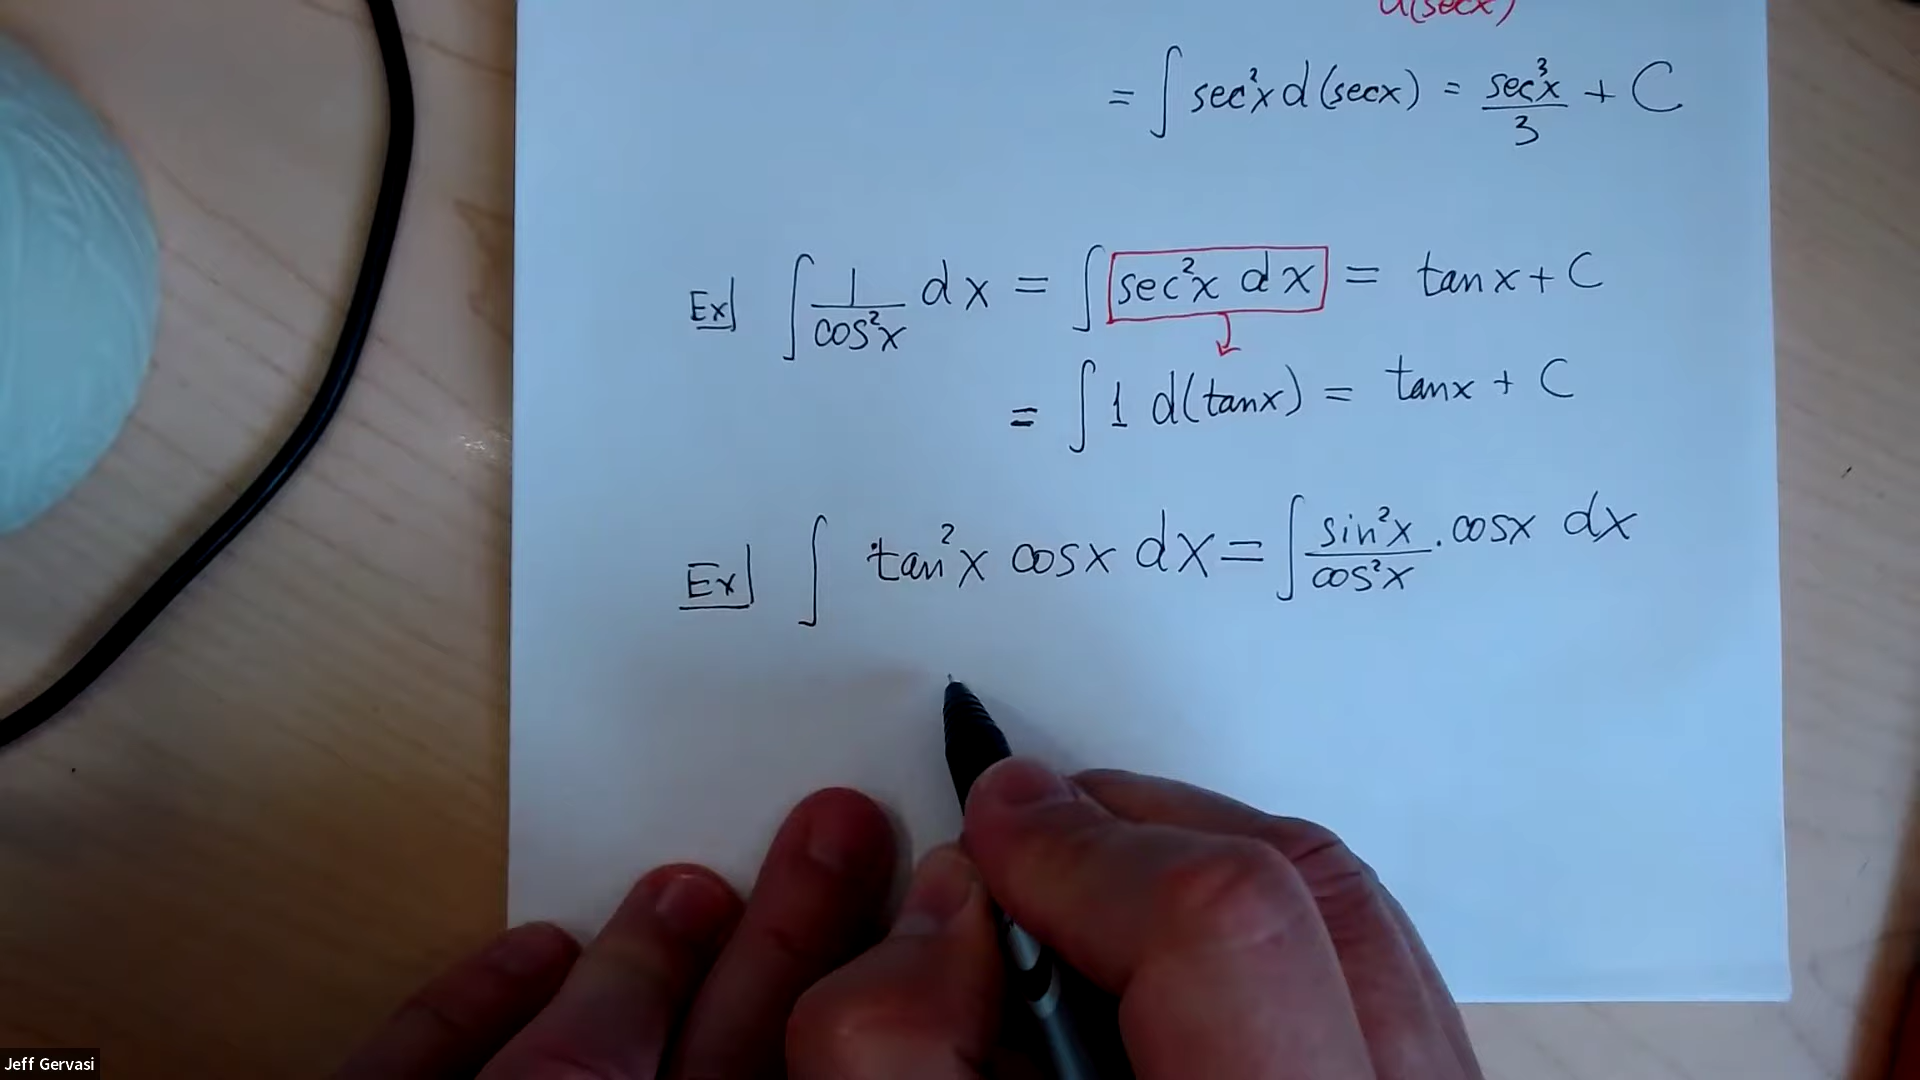 d(secx)
= ∫ sec²x d(secx) = sec³x/3 + C
Ex] ∫ 1/cos²x dx = ∫ sec²x dx = tanx + C
= ∫ 1 d(tanx) = tanx + C
Ex] ∫ tan²x cosx dx = ∫ sin²x/cos²x . cosx dx
Jeff Gervasi